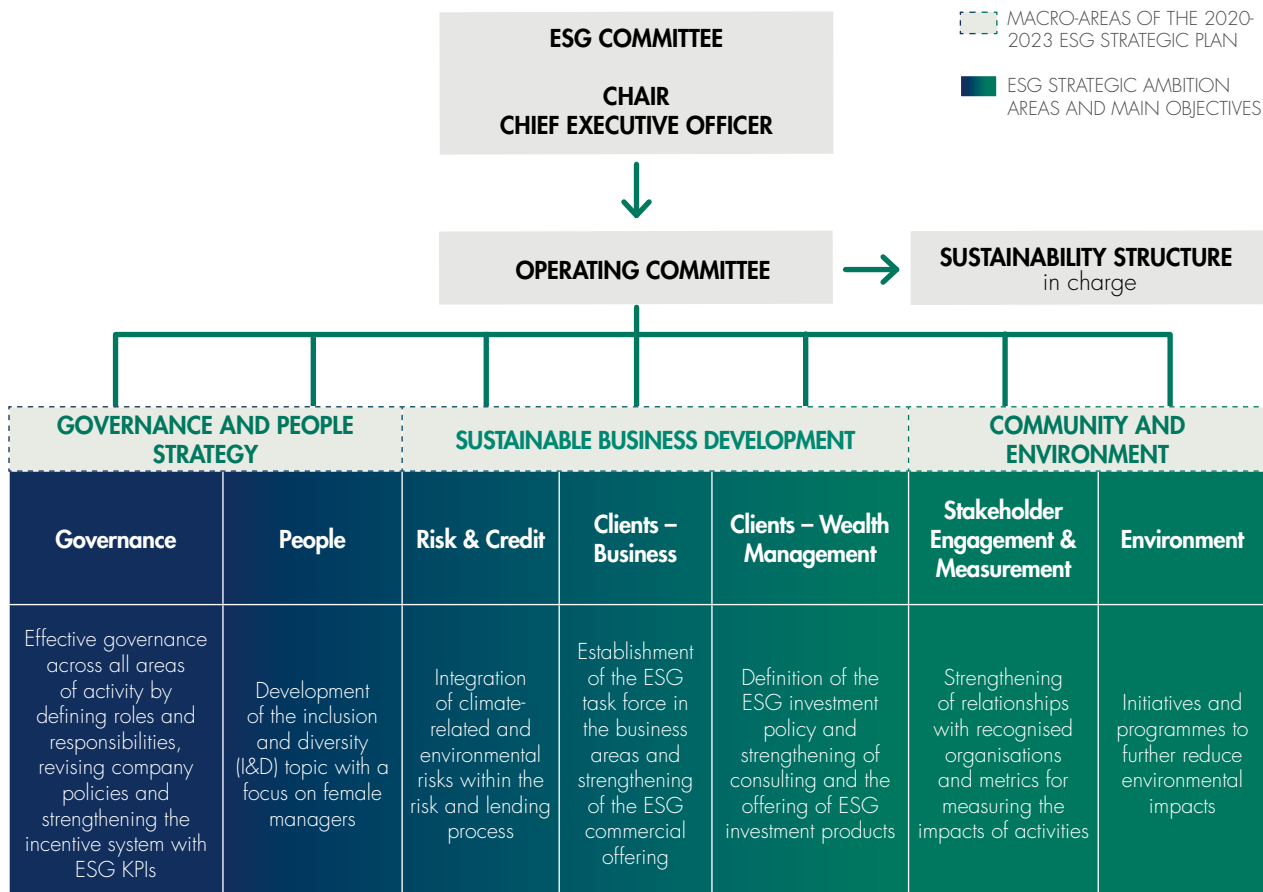 ESG COMMITTEE
CHAIR
CHIEF EXECUTIVE OFFICER
MACRO-AREAS OF THE 2020-
2023 ESG STRATEGIC PLAN
ESG STRATEGIC AMBITION
AREAS AND MAIN OBJECTIVES
OPERATING COMMITTEE
SUSTAINABILITY STRUCTURE
in charge
GOVERNANCE AND PEOPLE
STRATEGY
SUSTAINABLE BUSINESS DEVELOPMENT
COMMUNITY AND
ENVIRONMENT
Governance
People
Risk & Credit
Clients –
Business
Clients – Wealth
Management
Stakeholder
Engagement &
Measurement
Environment
Effective governance
across all areas
of activity by
defining roles and
responsibilities,
revising company
policies and
strengthening the
incentive system with
ESG KPIs
Development
of the inclusion
and diversity
(I&D) topic with a
focus on female
managers
Integration
of climate-
related and
environmental
risks within the
risk and lending
process
Establishment
of the ESG
task force in
the business
areas and
strengthening
of the ESG
commercial
offering
Definition of the
ESG investment
policy and
strengthening of
consulting and the
offering of ESG
investment products
Strengthening
of relationships
with recognised
organisations
and metrics for
measuring the
impacts of activities
Initiatives and
programmes to
further reduce
environmental
impacts